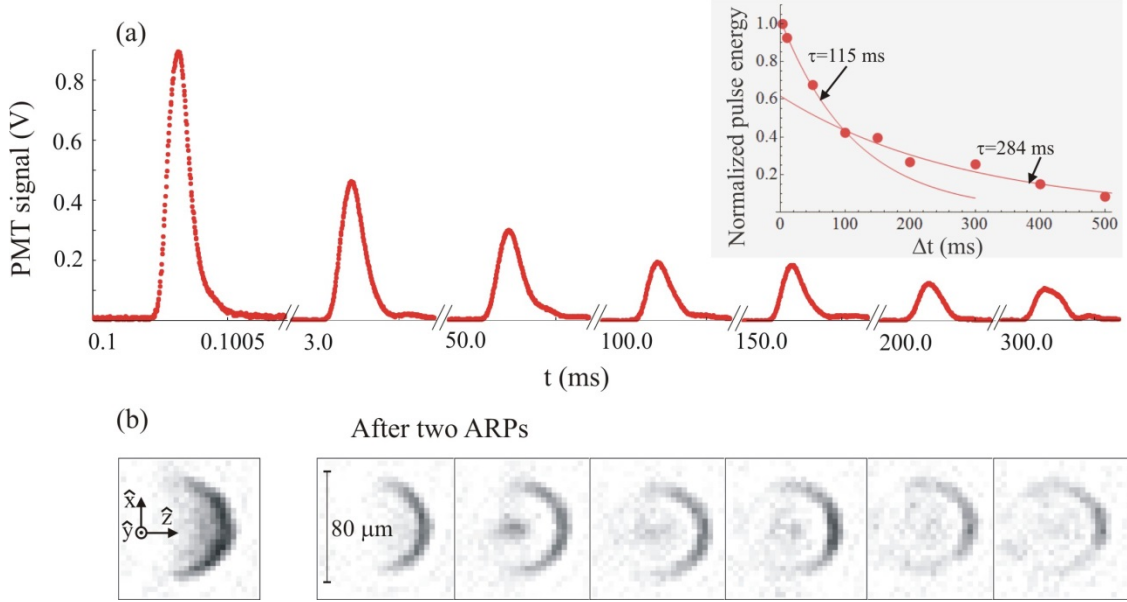 (a)
PMT signal (V)
0.8
0.6
0.4
0.2
0.1
0.1005
3.0
50.0
100.0
150.0
200.0
300.0
t (ms)
Normalized pulse energy
1.0
0.8
0.6
0.4
0.2
τ=115 ms
τ=284 ms
0
100
200
300
400
500
Δt (ms)
(b)
After two ARPs
x̂
ŷ
ẑ
80 μm